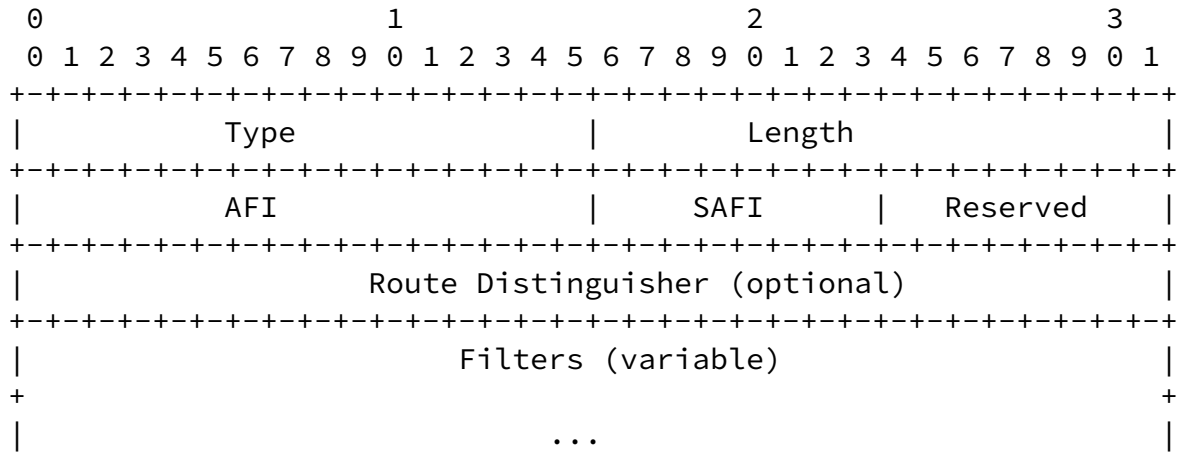 0                   1                   2                   3
 0 1 2 3 4 5 6 7 8 9 0 1 2 3 4 5 6 7 8 9 0 1 2 3 4 5 6 7 8 9 0 1
+-+-+-+-+-+-+-+-+-+-+-+-+-+-+-+-+-+-+-+-+-+-+-+-+-+-+-+-+-+-+-+-+
|           Type                |        Length                 |
+-+-+-+-+-+-+-+-+-+-+-+-+-+-+-+-+-+-+-+-+-+-+-+-+-+-+-+-+-+-+-+-+
|           AFI                 |     SAFI      |   Reserved    |
+-+-+-+-+-+-+-+-+-+-+-+-+-+-+-+-+-+-+-+-+-+-+-+-+-+-+-+-+-+-+-+-+
|                   Route Distinguisher (optional)              |
+-+-+-+-+-+-+-+-+-+-+-+-+-+-+-+-+-+-+-+-+-+-+-+-+-+-+-+-+-+-+-+-+
|                        Filters (variable)                     |
+                                                               +
|                             ...                               |